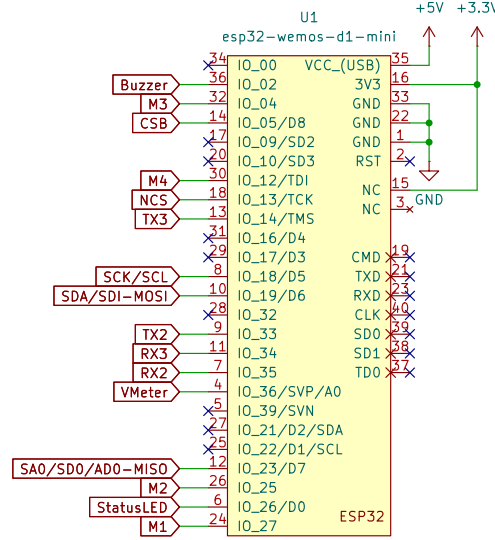 U1
esp32-wemos-d1-mini
+5V
+3.3V
34 IO_00 VCC_(USB) 35
Buzzer 36 IO_02 3V3 16
M3 32 IO_04 GND 33
CSB 14 IO_05/D8 GND 22
17 IO_09/SD2 GND 1
20 IO_10/SD3 RST 2
M4 30 IO_12/TDI
NCS 18 IO_13/TCK NC 15
GND
TX3 13 IO_14/TMS NC 3
31 IO_16/D4
29 IO_17/D3 CMD 19
SCK/SCL 8 IO_18/D5 TXD 21
SDA/SDI-MOSI 10 IO_19/D6 RXD 23
28 IO_32 CLK 40
TX2 9 IO_33 SD0 39
RX3 11 IO_34 SD1 38
RX2 7 IO_35 TD0 37
VMeter 4 IO_36/SVP/A0
5 IO_39/SVN
27 IO_21/D2/SDA
25 IO_22/D1/SCL
SA0/SD0/AD0-MISO 12 IO_23/D7
M2 26 IO_25
StatusLED 6 IO_26/D0
ESP32
M1 24 IO_27